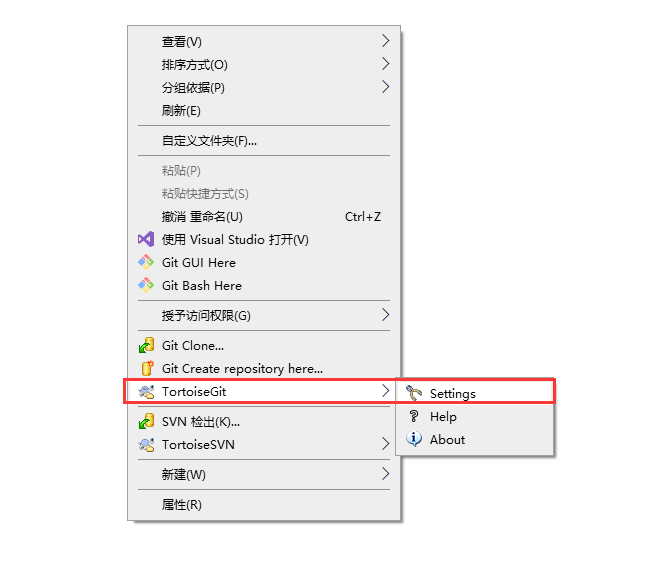 查看(V)
排序方式(O)
分组依据(P)
刷新(E)
自定义文件夹(F)...
粘贴(P)
粘贴快捷方式(S)
撤消 重命名(U) Ctrl+Z
使用 Visual Studio 打开(V)
Git GUI Here
Git Bash Here
授予访问权限(G)
Git Clone...
Git Create repository here...
TortoiseGit
Settings
Help
About
SVN 检出(K)...
TortoiseSVN
新建(W)
属性(R)